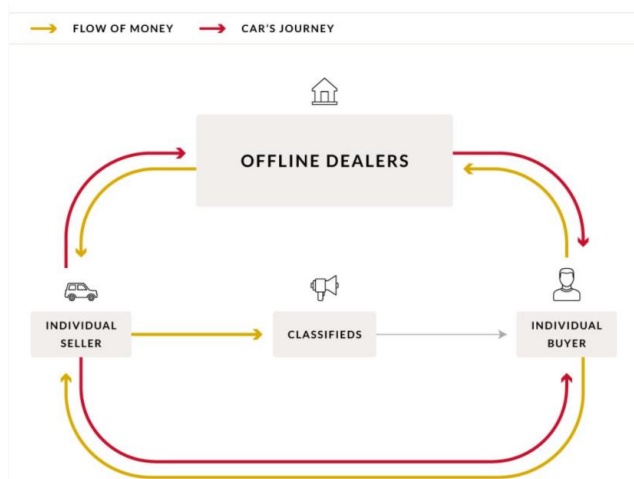 FLOW OF MONEY
CAR'S JOURNEY
OFFLINE DEALERS
INDIVIDUAL
SELLER
CLASSIFIEDS
INDIVIDUAL
BUYER